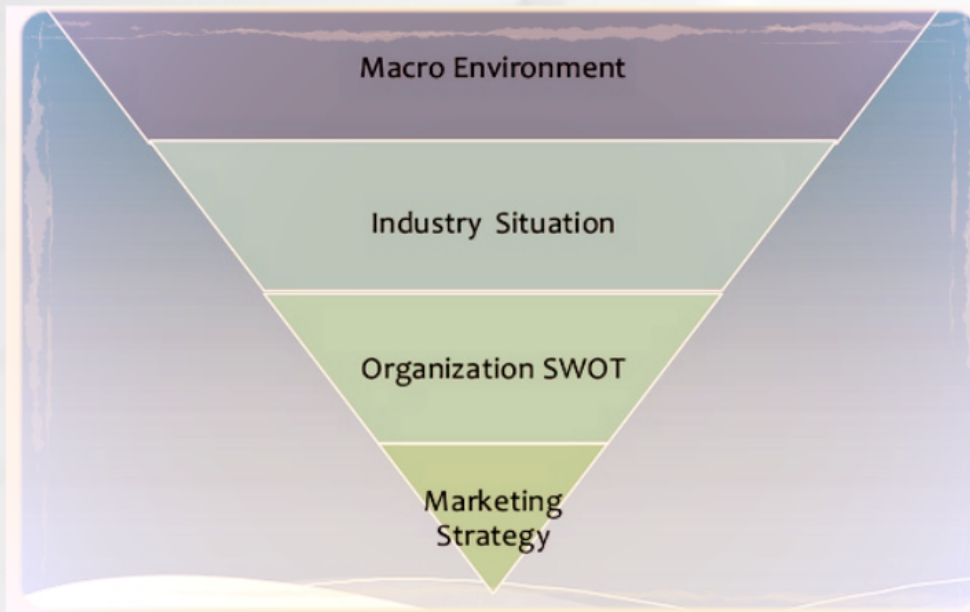 Macro Environment
Industry Situation
Organization SWOT
Marketing
Strategy